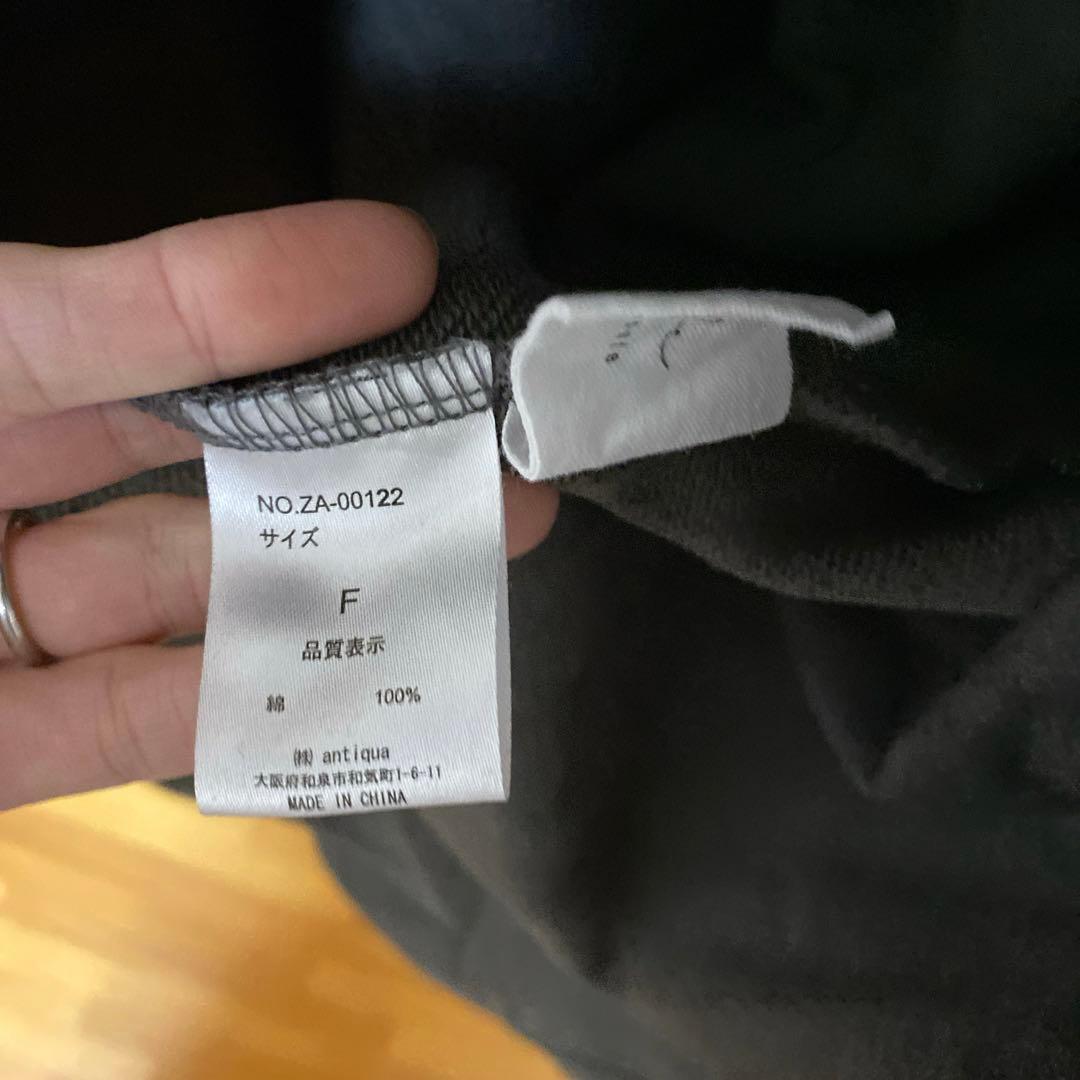 NO.ZA-00122
サイズ
F
品質表示
綿 100%
㈱ antiqua
大阪府和泉市和気町1-6-11
MADE IN CHINA